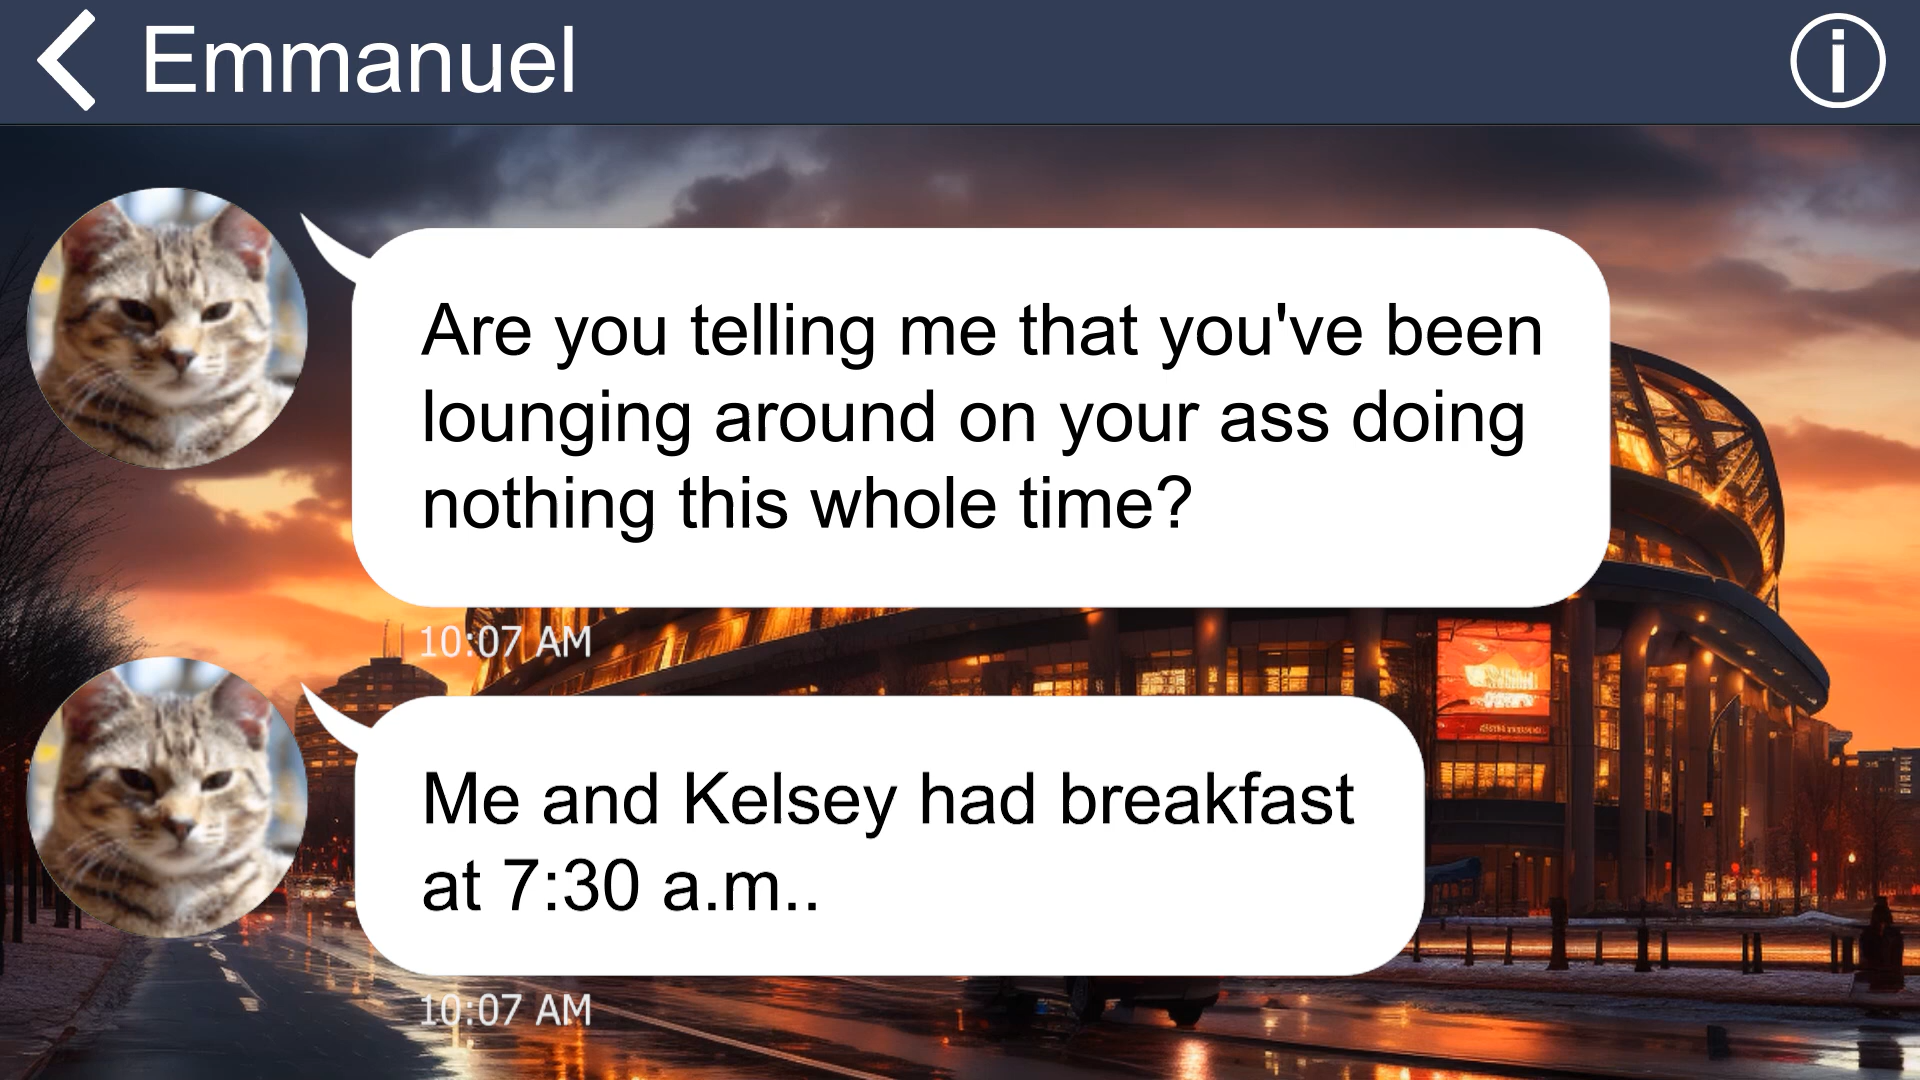 Emmanuel
Are you telling me that you've been
lounging around on your ass doing
nothing this whole time?
10:07 AM
Me and Kelsey had breakfast
at 7:30 a.m..
10:07 AM